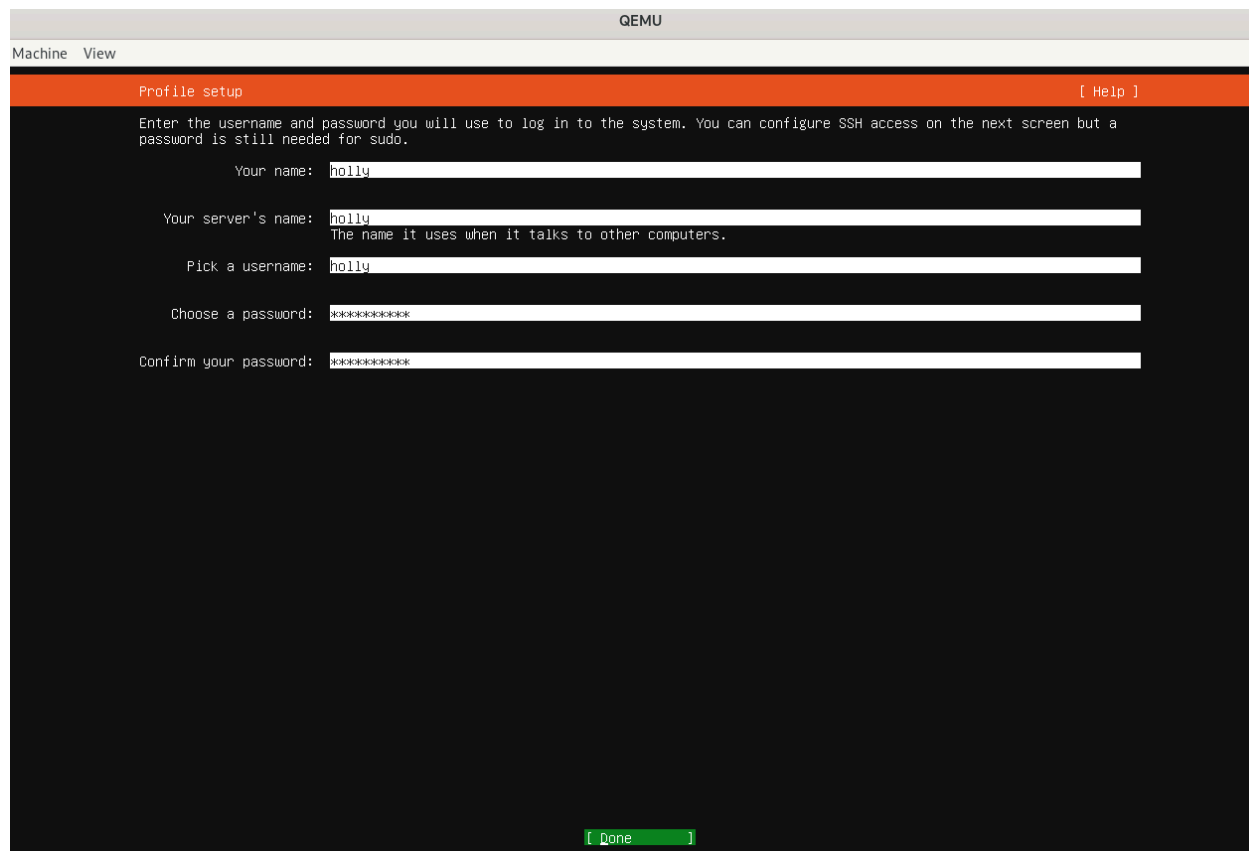 QEMU
Machine View
Profile setup [ Help ]
Enter the username and password you will use to log in to the system. You can configure SSH access on the next screen but a
password is still needed for sudo.
Your name: holly
Your server's name: holly
The name it uses when it talks to other computers.
Pick a username: holly
Choose a password: **********
Confirm your password: **********
[ Done ]